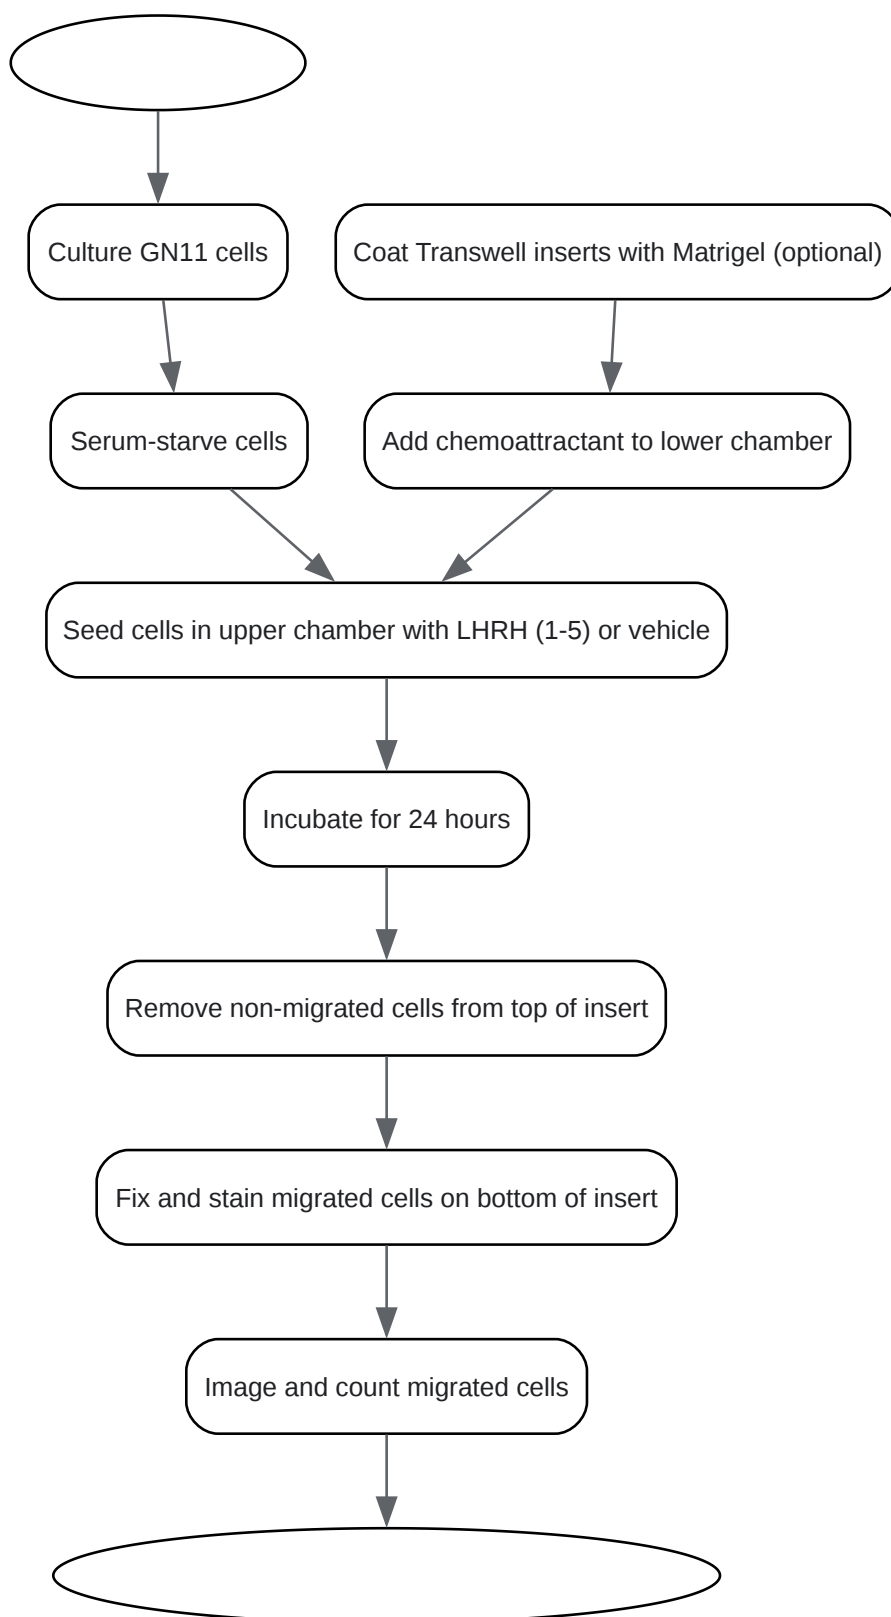 Culture GN11 cells
Coat Transwell inserts with Matrigel (optional)
Serum-starve cells
Add chemoattractant to lower chamber
Seed cells in upper chamber with LHRH (1-5) or vehicle
Incubate for 24 hours
Remove non-migrated cells from top of insert
Fix and stain migrated cells on bottom of insert
Image and count migrated cells